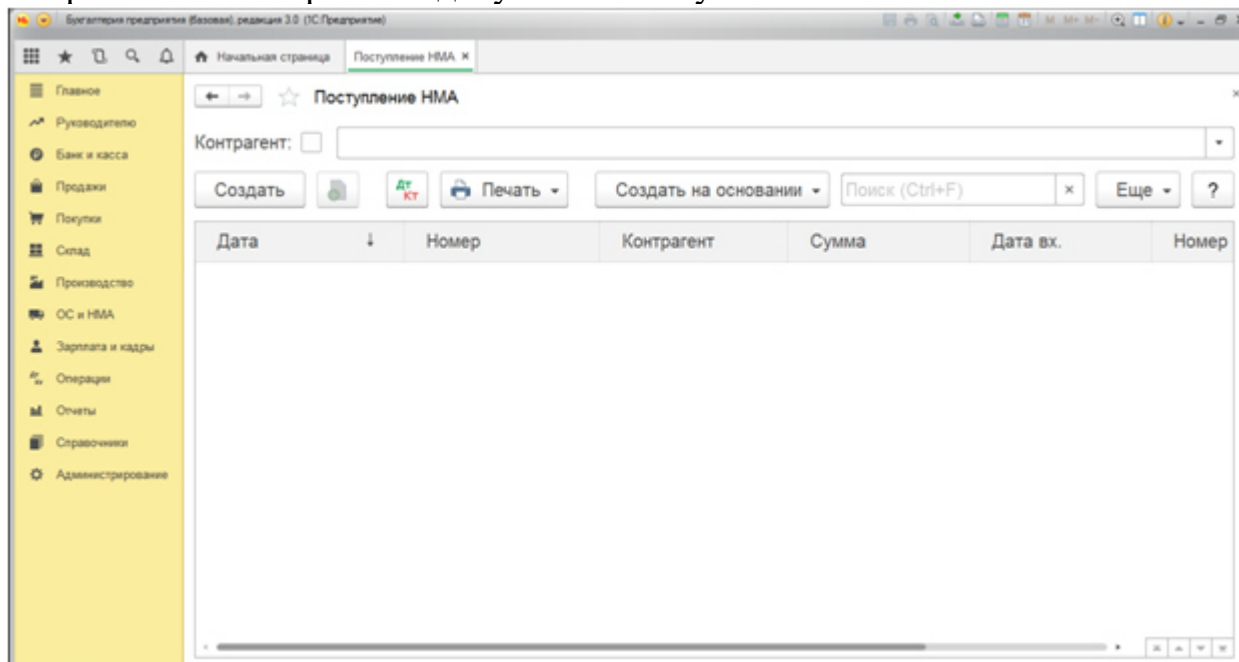 Бухгалтерия предприятия (базовая), редакция 3.0 (1С:Предприятие)
M M+ M-
Начальная страница
Поступление НМА ×
Главное
Руководителю
Банк и касса
Продажи
Покупки
Склад
Производство
ОС и НМА
Зарплата и кадры
Операции
Отчеты
Справочники
Администрирование
Поступление НМА
Контрагент:
Создать
Дт Кт
Печать
Создать на основании
Поиск (Ctrl+F)
×
Еще
?
Дата ↓ Номер Контрагент Сумма Дата вх. Номер